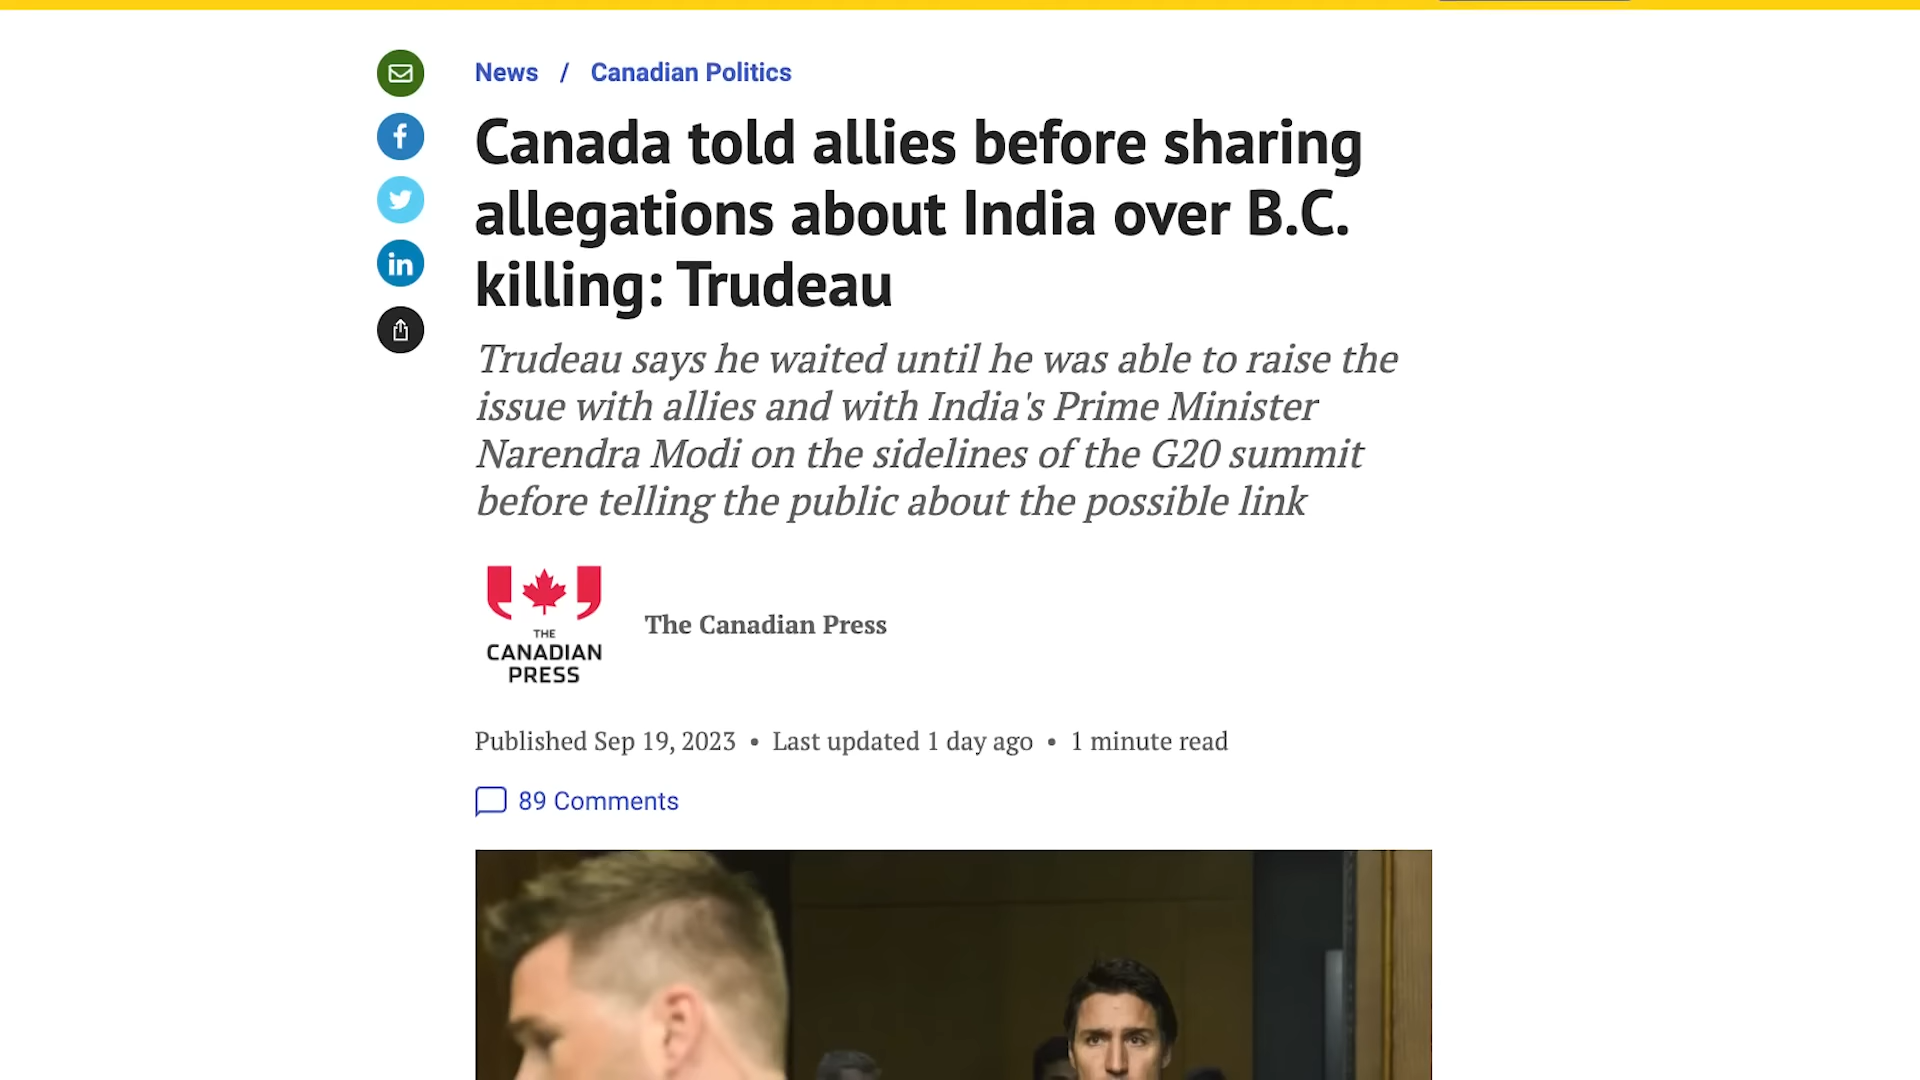 News / Canadian Politics
Canada told allies before sharing
allegations about India over B.C.
killing: Trudeau
Trudeau says he waited until he was able to raise the
issue with allies and with India's Prime Minister
Narendra Modi on the sidelines of the G20 summit
before telling the public about the possible link
THE
CANADIAN
PRESS
The Canadian Press
Published Sep 19, 2023 • Last updated 1 day ago • 1 minute read
89 Comments